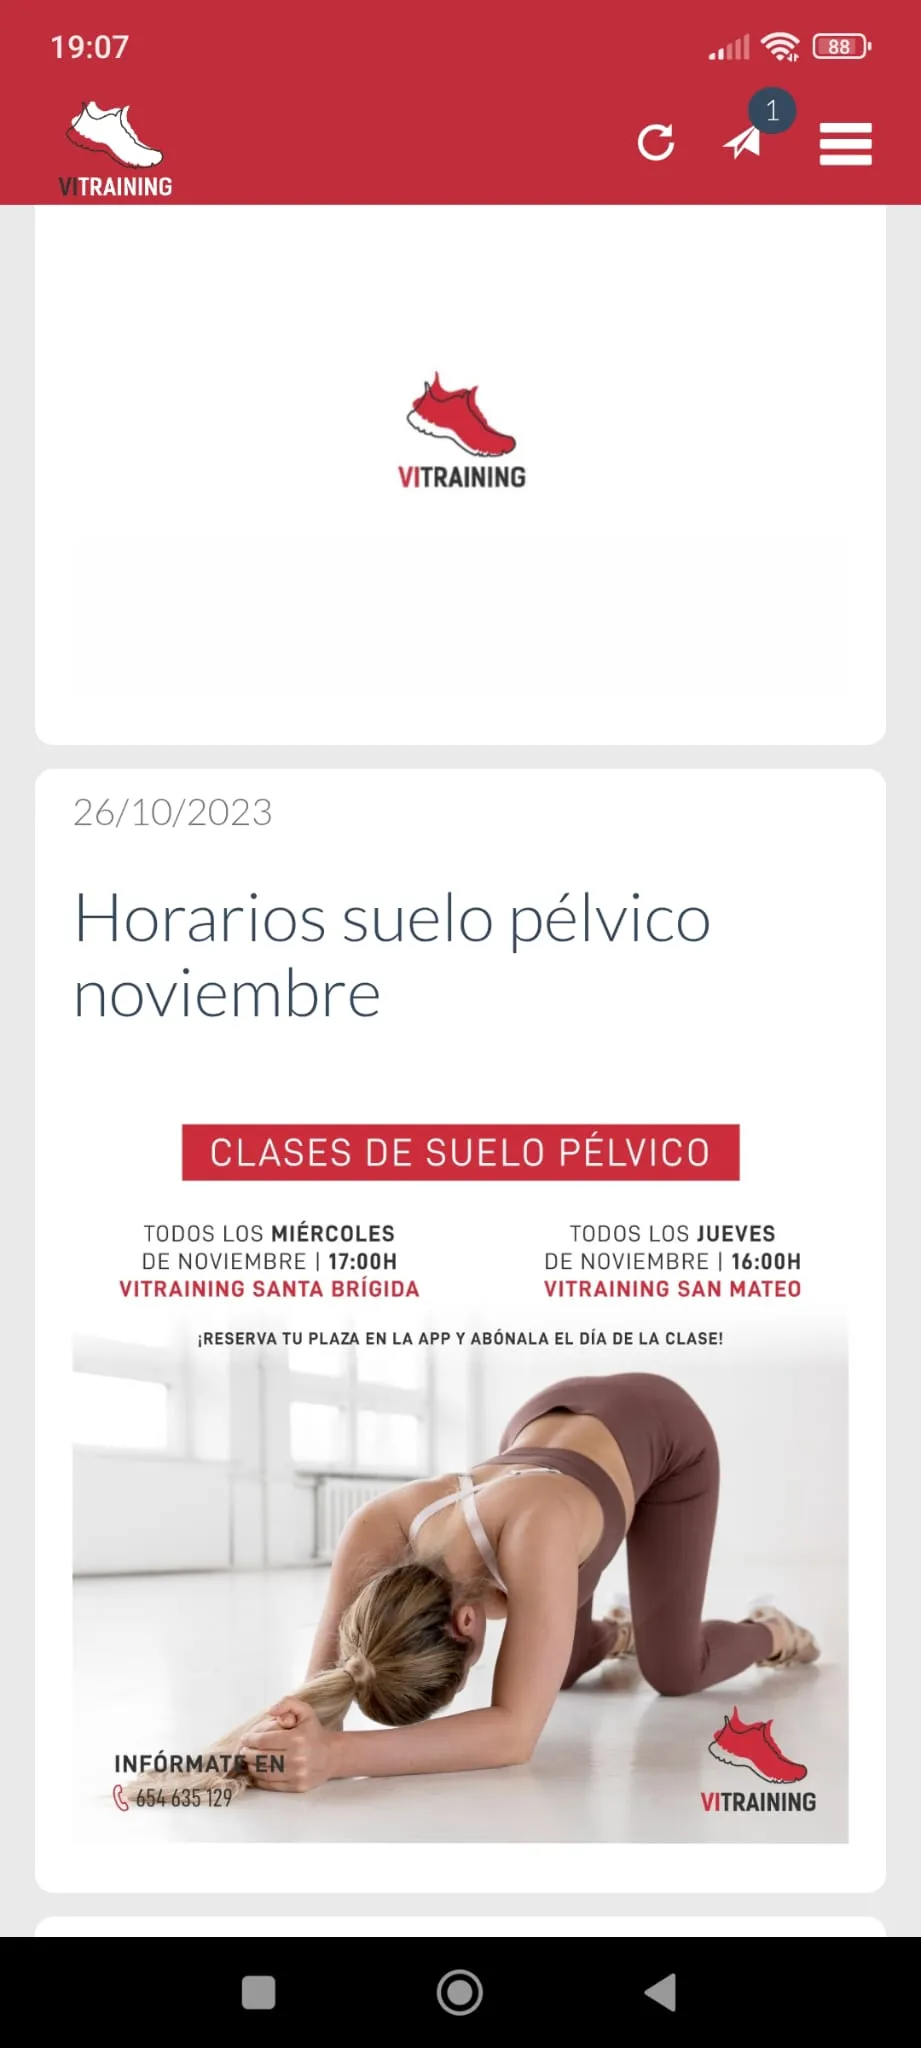 19:07
88
1
VITRAINING
VITRAINING
26/10/2023
Horarios suelo pélvico
noviembre
CLASES DE SUELO PÉLVICO
TODOS LOS MIÉRCOLES
DE NOVIEMBRE | 17:00H
VITRAINING SANTA BRÍGIDA
TODOS LOS JUEVES
DE NOVIEMBRE | 16:00H
VITRAINING SAN MATEO
¡RESERVA TU PLAZA EN LA APP Y ABÓNALA EL DÍA DE LA CLASE!
INFÓRMATE EN
654 635 129
VITRAINING